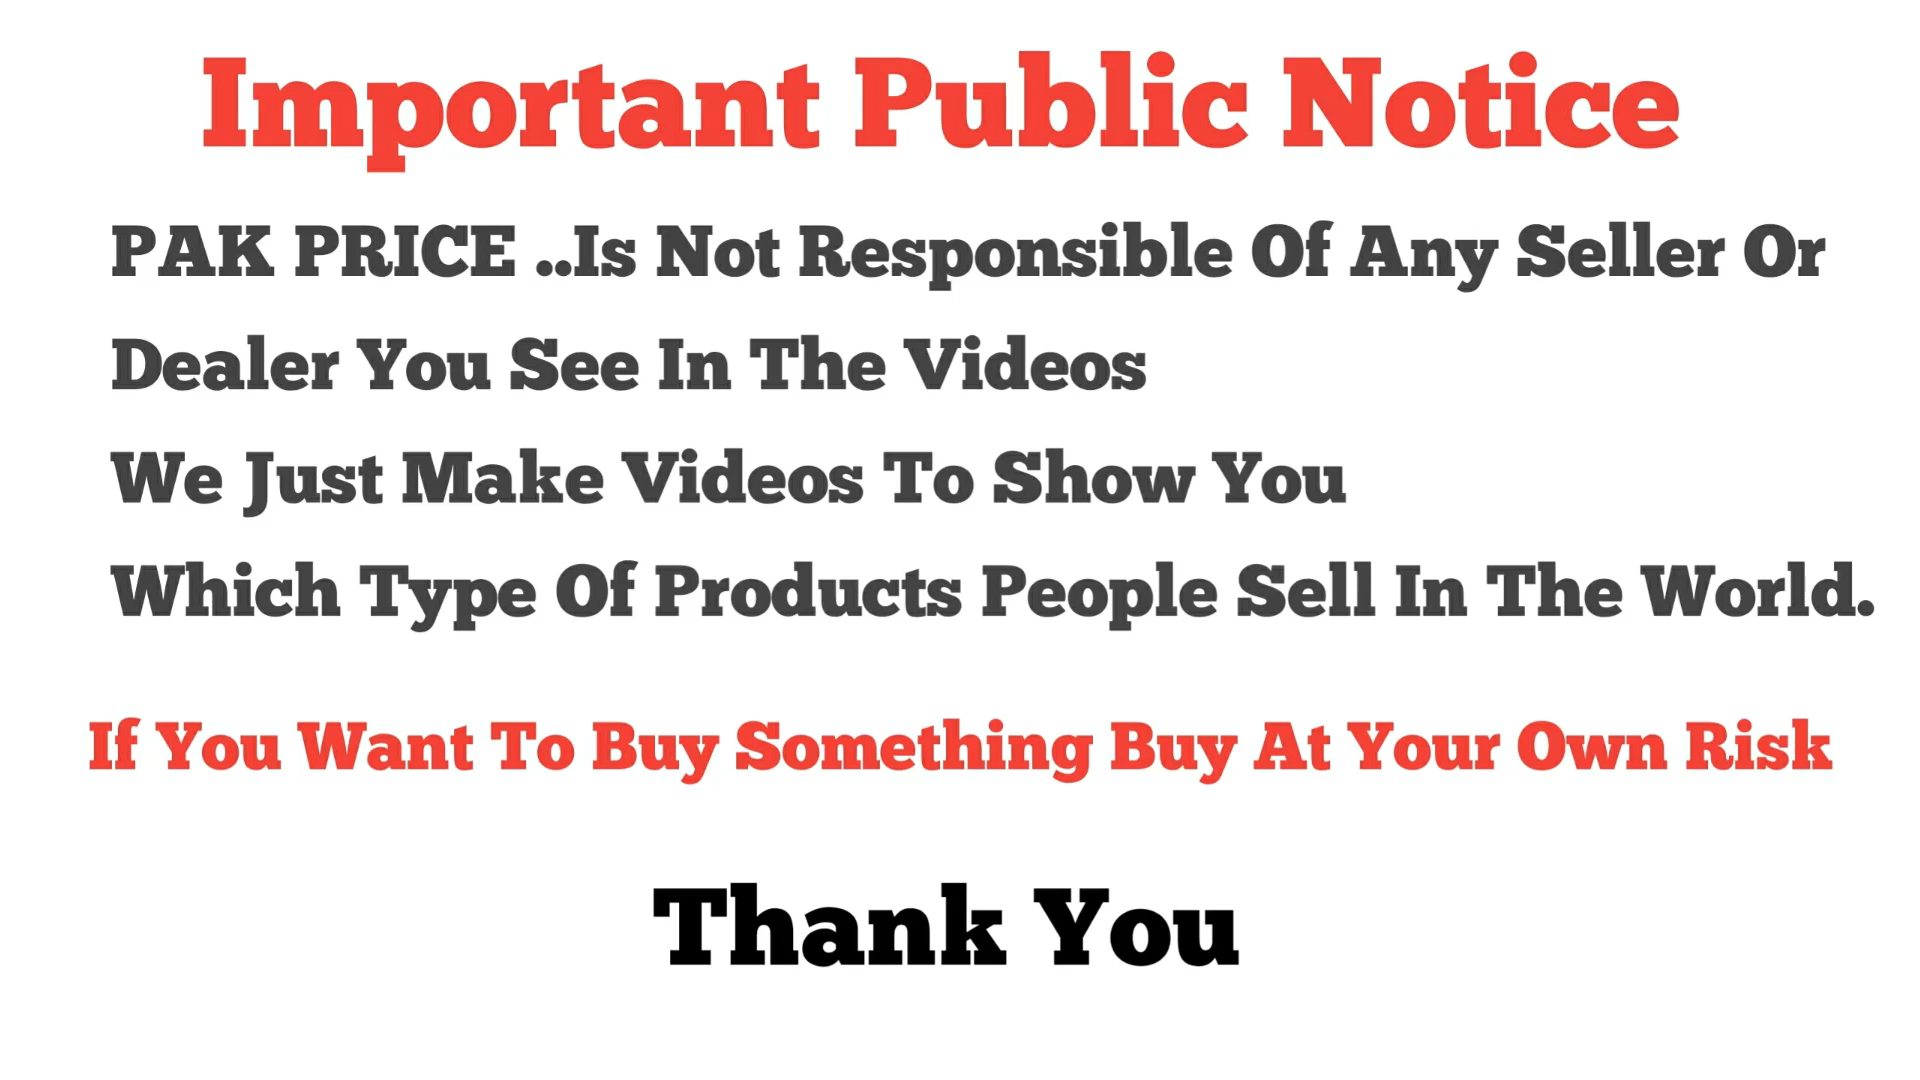 Important Public Notice
PAK PRICE ..Is Not Responsible Of Any Seller Or
Dealer You See In The Videos
We Just Make Videos To Show You
Which Type Of Products People Sell In The World.
If You Want To Buy Something Buy At Your Own Risk
Thank You